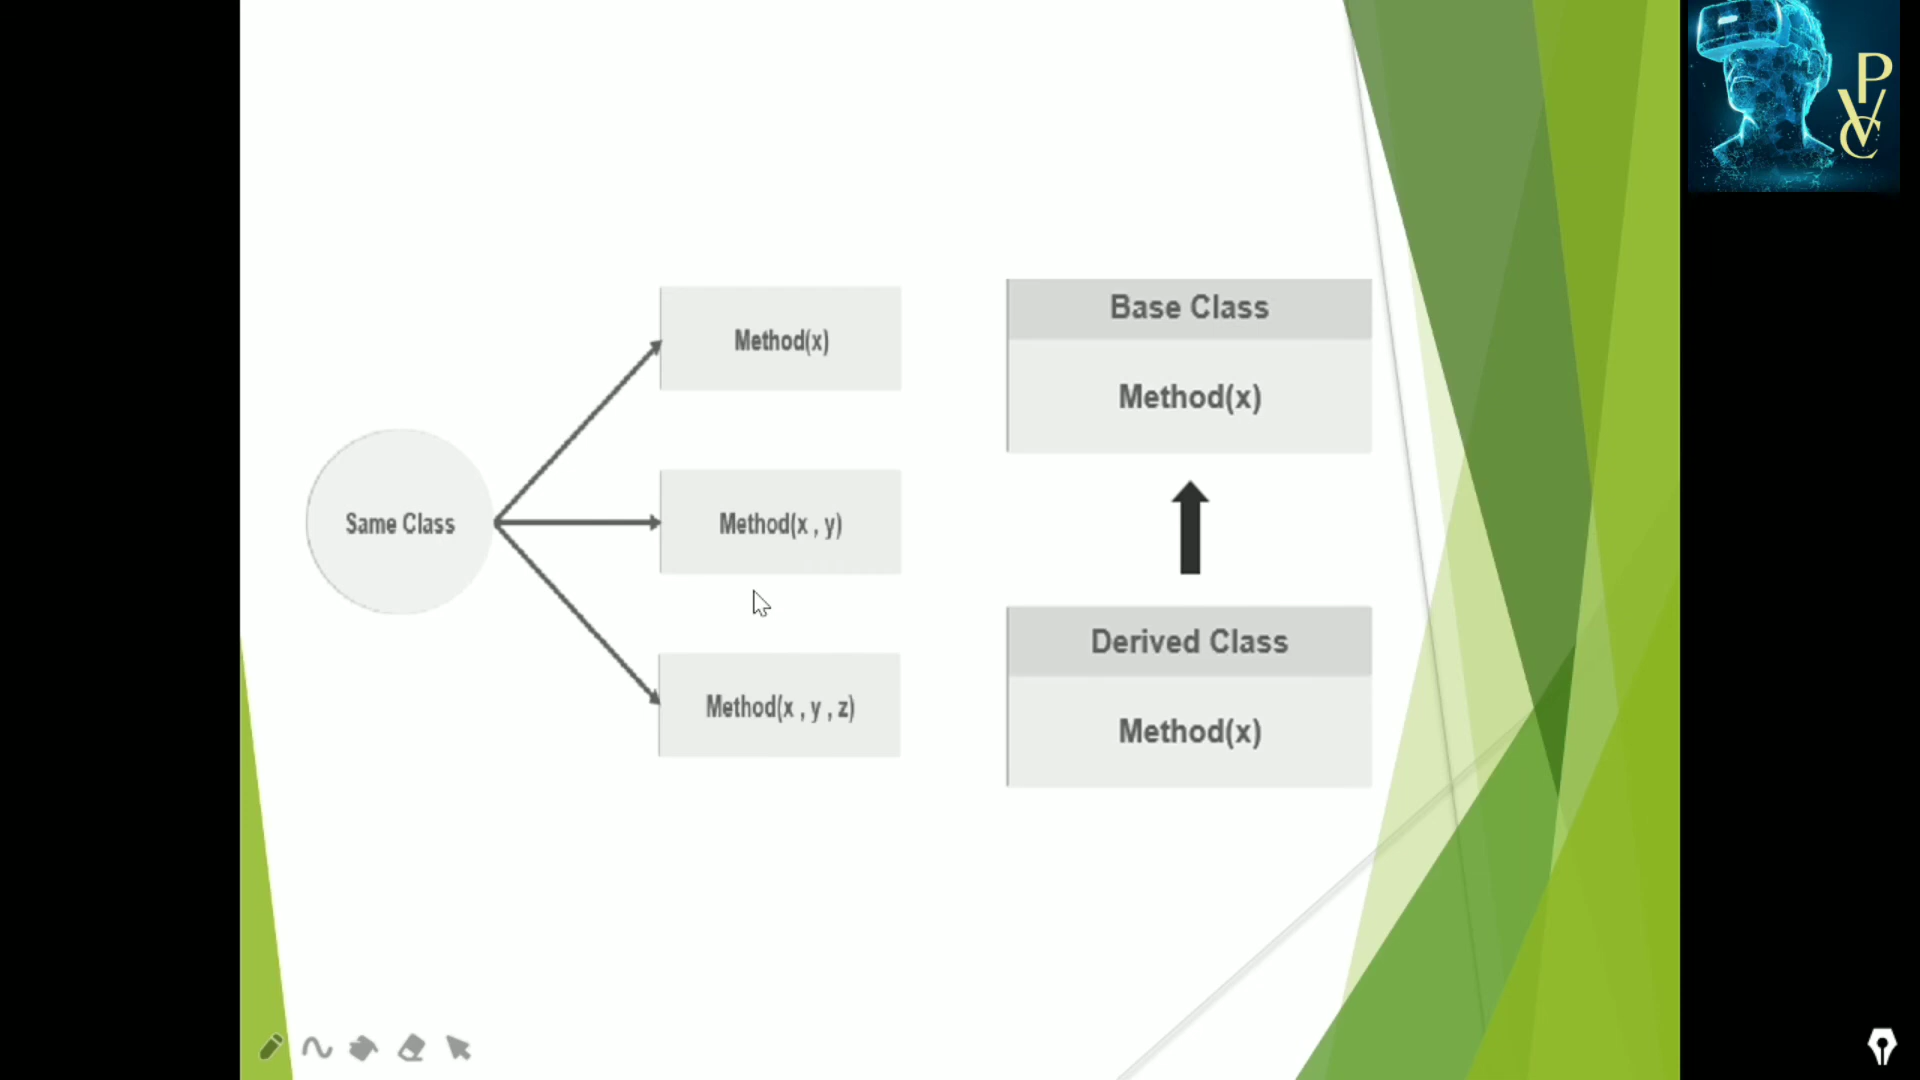 Same Class
Method(x)
Method(x , y)
Method(x , y , z)
Base Class
Method(x)
Derived Class
Method(x)
P
V
C